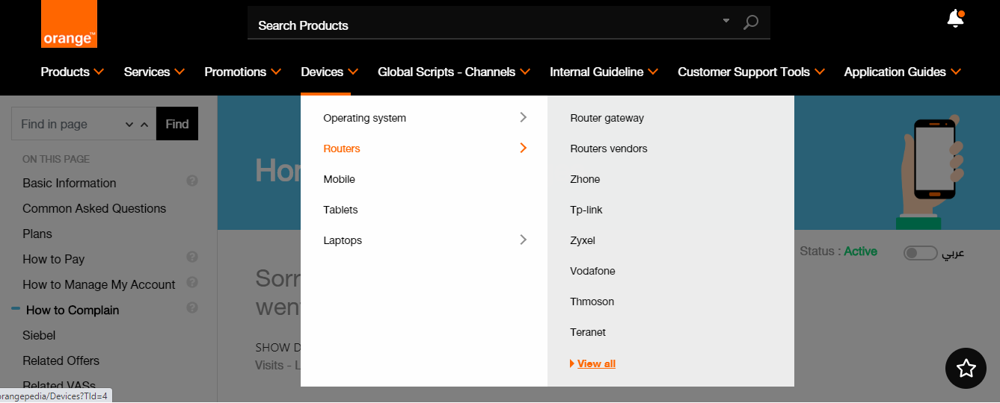 orange™
Search Products
Products
Services
Promotions
Devices
Global Scripts - Channels
Internal Guideline
Customer Support Tools
Application Guides
Find in page
Find
ON THIS PAGE
Basic Information
Common Asked Questions
Plans
How to Pay
How to Manage My Account
How to Complain
Siebel
Related Offers
Related VASs
orangepedia/Devices?TId=4
Operating system
Routers
Mobile
Tablets
Laptops
Router gateway
Routers vendors
Zhone
Tp-link
Zyxel
Vodafone
Thmoson
Teranet
View all
Status : Active
عربي
SHOW
Visits -